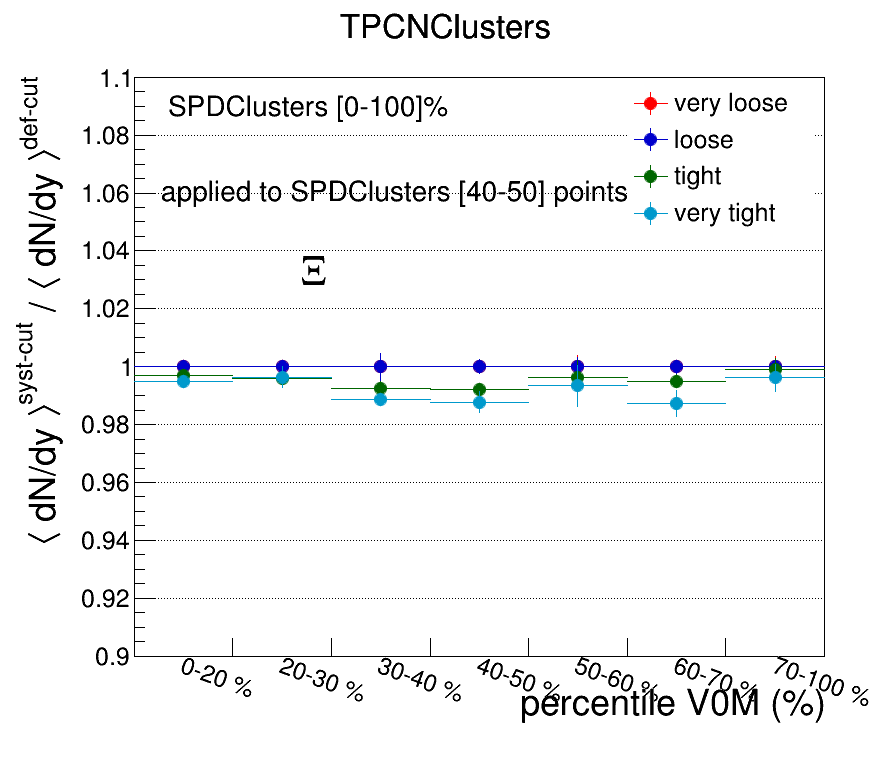 TPCNClusters
⟨ dN/dy ⟩^syst-cut / ⟨ dN/dy ⟩^def-cut
1.1
1.08
1.06
1.04
1.02
1
0.98
0.96
0.94
0.92
0.9
SPDClusters [0-100]%
applied to SPDClusters [40-50] points
Ξ
very loose
loose
tight
very tight
0-20 %
20-30 %
30-40 %
40-50 %
50-60 %
60-70 %
70-100 %
percentile V0M (%)